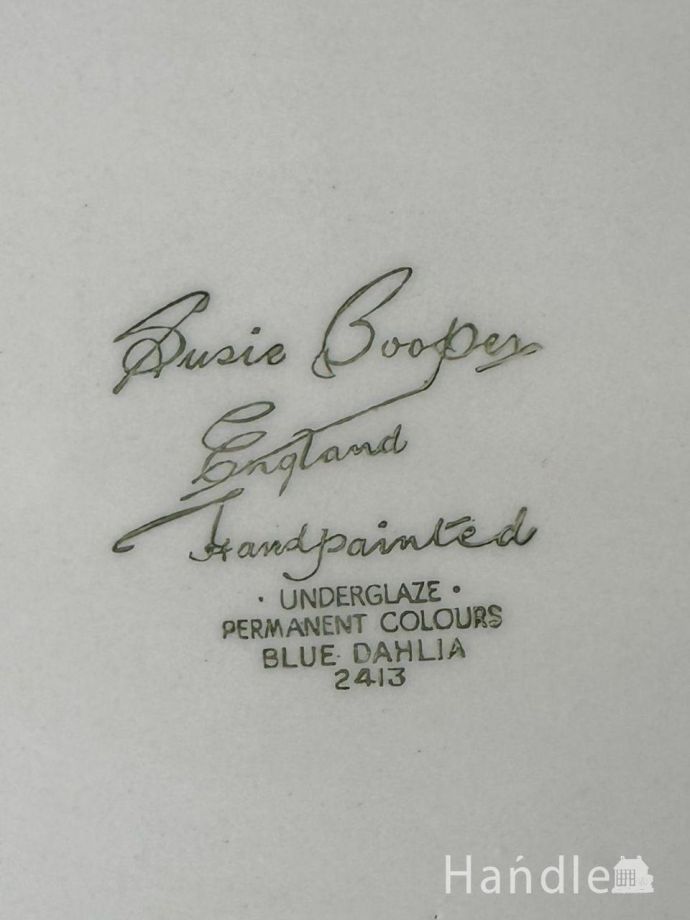 Susie Cooper
England
Handpainted
· UNDERGLAZE ·
PERMANENT COLOURS
BLUE DAHLIA
2413
Handle